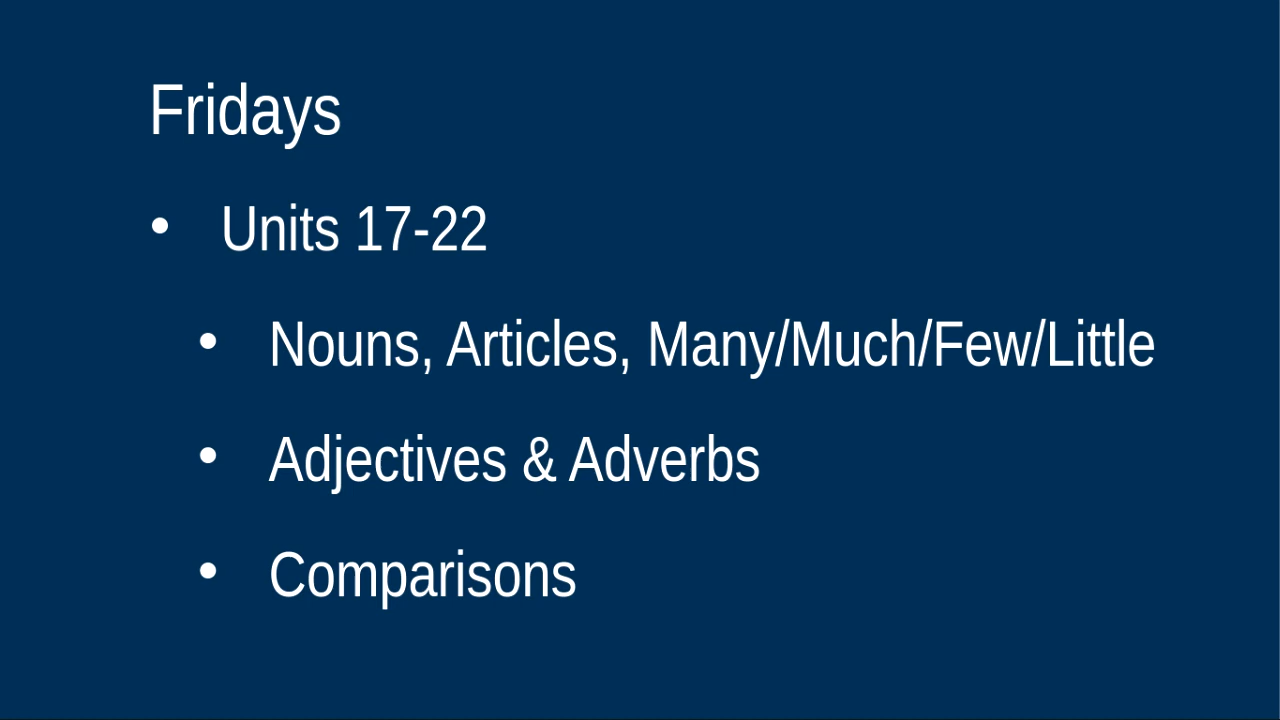 Fridays
• Units 17-22
• Nouns, Articles, Many/Much/Few/Little
• Adjectives & Adverbs
• Comparisons